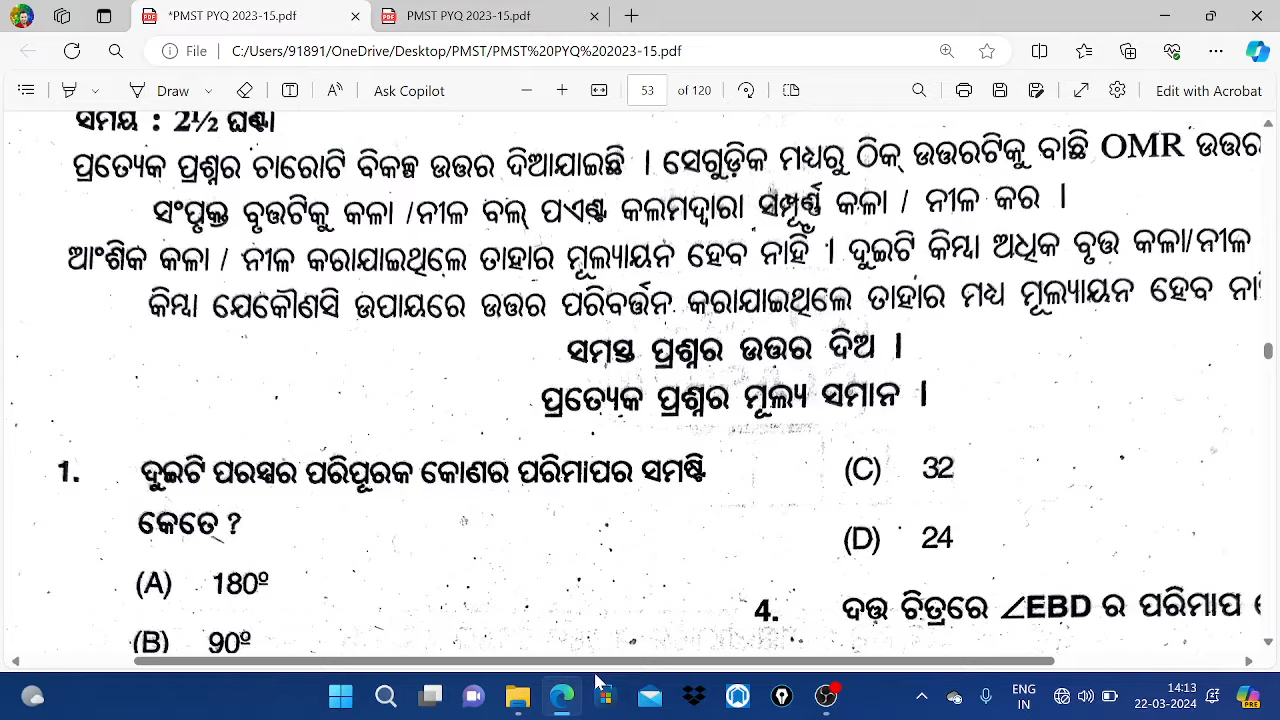 *PMST PYQ 2023-15.pdf
PMST PYQ 2023-15.pdf
File
C:/Users/91891/OneDrive/Desktop/PMST/PMST%20PYQ%202023-15.pdf
Draw
Ask Copilot
53 of 120
Edit with Acrobat
ସମୟ : 2½ ଘଣ୍ଟା
ପ୍ରତ୍ୟେକ ପ୍ରଶ୍ନର ଚାରୋଟି ବିକଳ୍ପ ଉତ୍ତର ଦିଆଯାଇଛି । ସେଗୁଡ଼ିକ ମଧ୍ୟରୁ ଠିକ୍ ଉତ୍ତରଟିକୁ ବାଛି OMR ଉତ୍ତର
ସଂପୃକ୍ତ ବୃତ୍ତଟିକୁ କଳା /ନୀଳ ବଲ୍ ପଏଣ୍ଟ କଲମଦ୍ୱାରା ସମ୍ପୂର୍ଣ୍ଣ କଳା / ନୀଳ କର ।
ଆଂଶିକ କଳା / ନୀଳ କରାଯାଇଥିଲେ ତାହାର ମୂଲ୍ୟାୟନ ହେବ ନାହିଁ । ଦୁଇଟି କିମ୍ବା ଅଧିକ ବୃତ୍ତ କଳା/ନୀଳ
କିମ୍ବା ଯେକୌଣସି ଉପାୟରେ ଉତ୍ତର ପରିବର୍ତ୍ତନ କରାଯାଇଥିଲେ ତାହାର ମଧ୍ୟ ମୂଲ୍ୟାୟନ ହେବ
ସମସ୍ତ ପ୍ରଶ୍ନର ଉତ୍ତର ଦିଅ ।
ପ୍ରତ୍ୟେକ ପ୍ରଶ୍ନର ମୂଲ୍ୟ ସମାନ ।
1. ଦୁଇଟି ପରସ୍ପର ପରିପୂରକ କୋଣର ପରିମାପର ସମଷ୍ଟି
କେତେ ?
(A) 180º
(B) 90º
(C) 32
(D) 24
4. ଦତ୍ତ ଚିତ୍ରରେ ∠EBD ର ପରିମାପ
ENG
IN
14:13
22-03-2024
PRE